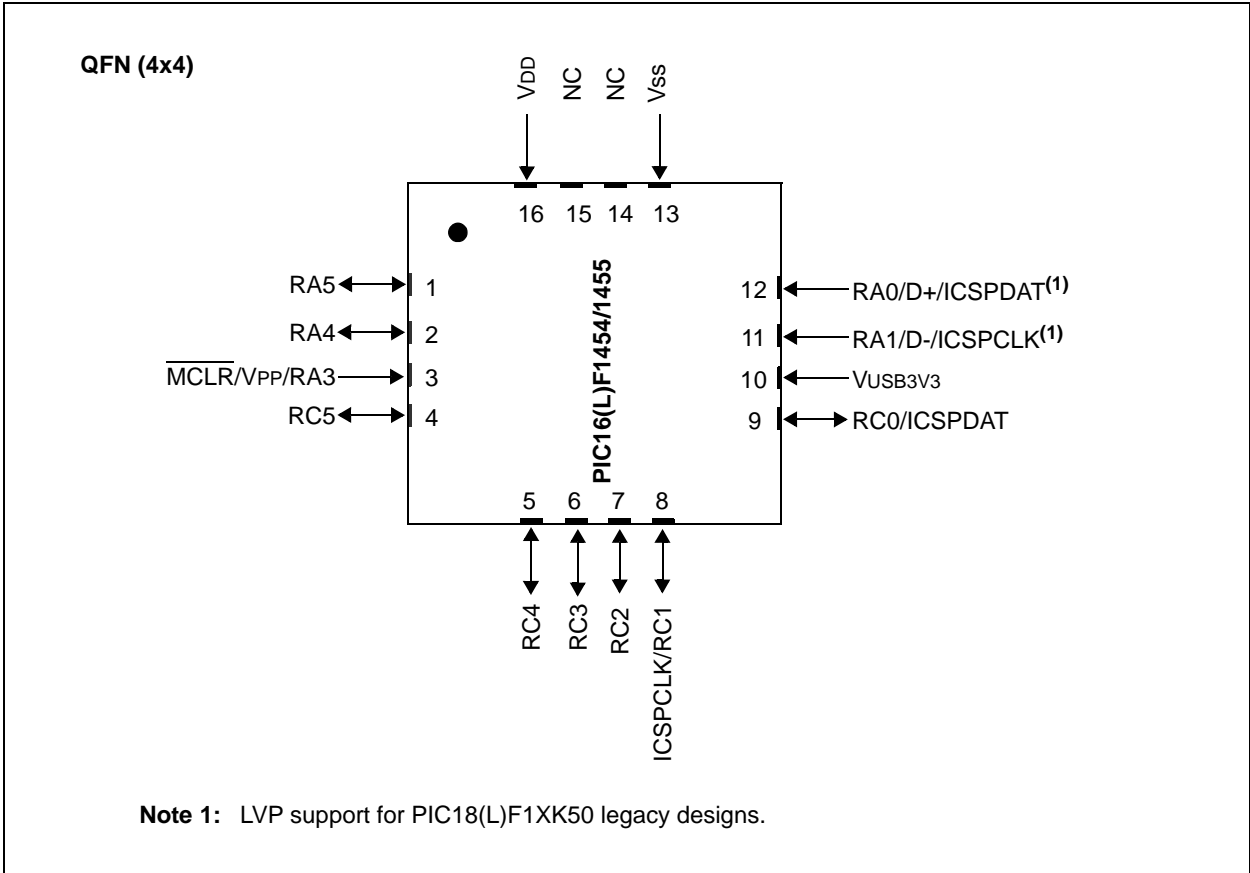 QFN (4x4)
VDD
NC
NC
Vss
16
15
14
13
PIC16(L)F1454/1455
RA5
1
RA4
2
MCLR/VPP/RA3
3
RC5
4
12
RA0/D+/ICSPDAT(1)
11
RA1/D-/ICSPCLK(1)
10
VUSB3V3
9
RC0/ICSPDAT
5
6
7
8
RC4
RC3
RC2
ICSPCLK/RC1
Note 1: LVP support for PIC18(L)F1XK50 legacy designs.